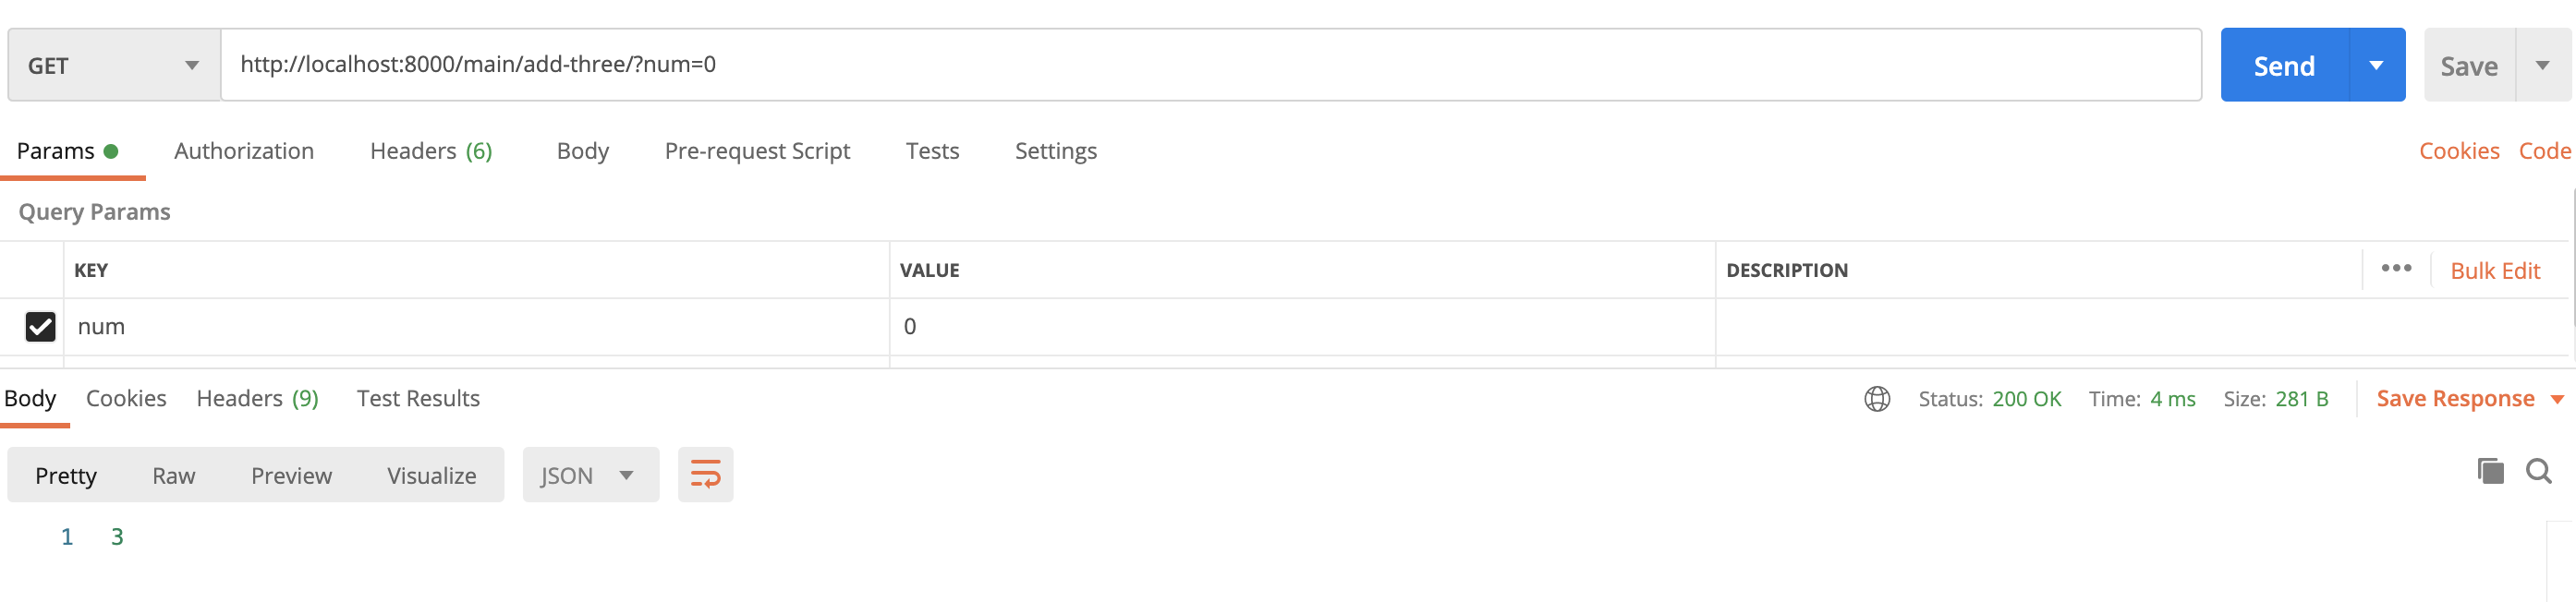 GET http://localhost:8000/main/add-three/?num=0 Send Save
Params Authorization Headers (6) Body Pre-request Script Tests Settings Cookies Code
Query Params
KEY VALUE DESCRIPTION ••• Bulk Edit
num 0
Body Cookies Headers (9) Test Results Status: 200 OK Time: 4 ms Size: 281 B Save Response
Pretty Raw Preview Visualize JSON
1 3